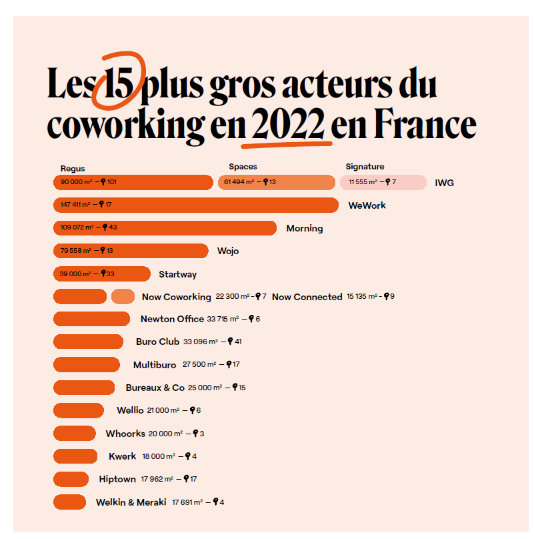 Les 15 plus gros acteurs du
coworking en 2022 en France
Regus Spaces Signature
90 000 m² – 101 61 494 m² – 13 11 555 m² – 7 IWG
147 411 m² – 17 WeWork
109 072 m² – 43 Morning
79 558 m² – 13 Wojo
39 000 m² – 33 Startway
Now Coworking 22 300 m² - 7 Now Connected 15 135 m² - 9
Newton Office 33 715 m² – 6
Buro Club 33 096 m² – 41
Multiburo 27 500 m² – 17
Bureaux & Co 25 000 m² – 15
Wellio 21 000 m² – 6
Whoorks 20 000 m² – 3
Kwerk 18 000 m² – 4
Hiptown 17 962 m² – 17
Welkin & Meraki 17 691 m² – 4